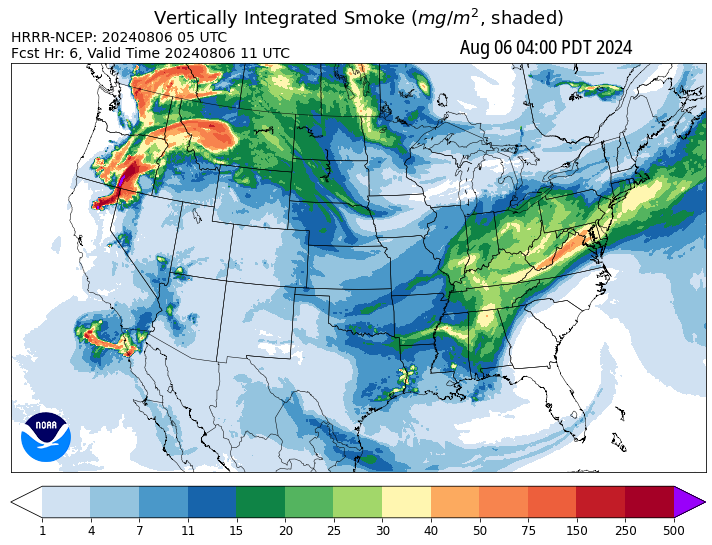 Vertically Integrated Smoke (mg/m², shaded)
HRRR-NCEP: 20240806 05 UTC
Fcst Hr: 6, Valid Time 20240806 11 UTC
Aug 06 04:00 PDT 2024
NOAA
1 4 7 11 15 20 25 30 40 50 75 150 250 500